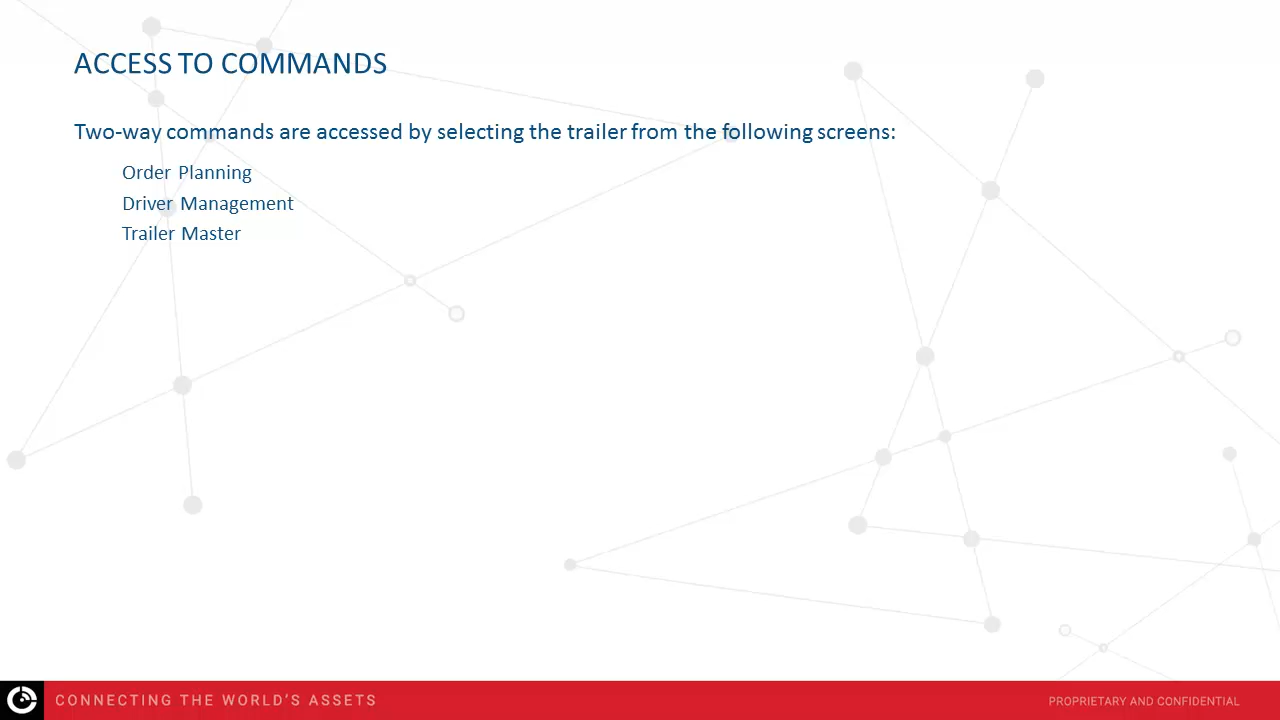 ACCESS TO COMMANDS
Two-way commands are accessed by selecting the trailer from the following screens:
Order Planning
Driver Management
Trailer Master
CONNECTING THE WORLD'S ASSETS
PROPRIETARY AND CONFIDENTIAL